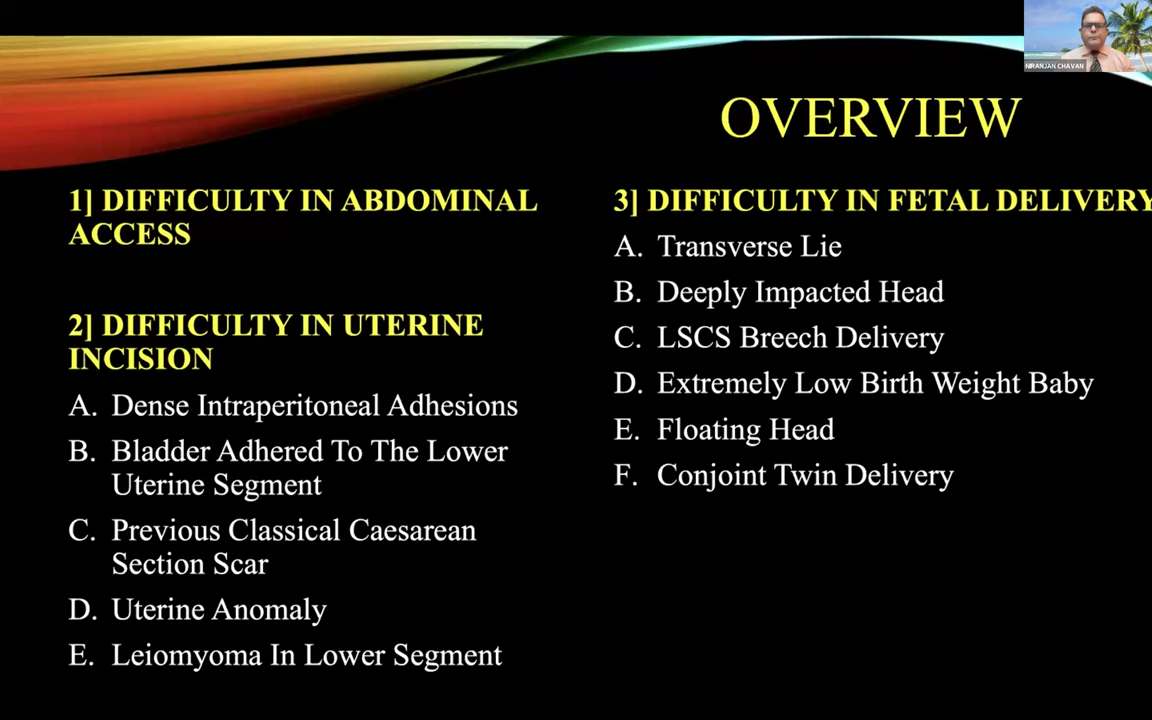 NIRANJAN CHAVAN
OVERVIEW
1] DIFFICULTY IN ABDOMINAL
ACCESS
2] DIFFICULTY IN UTERINE
INCISION
A. Dense Intraperitoneal Adhesions
B. Bladder Adhered To The Lower
Uterine Segment
C. Previous Classical Caesarean
Section Scar
D. Uterine Anomaly
E. Leiomyoma In Lower Segment
3] DIFFICULTY IN FETAL DELIVERY
A. Transverse Lie
B. Deeply Impacted Head
C. LSCS Breech Delivery
D. Extremely Low Birth Weight Baby
E. Floating Head
F. Conjoint Twin Delivery